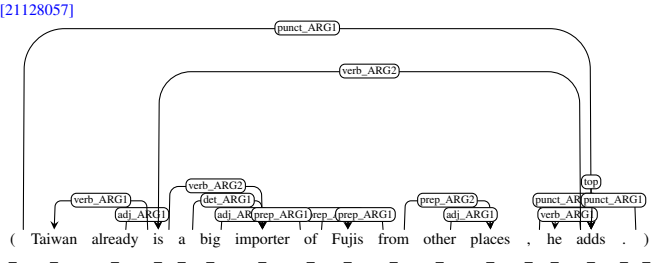 [21128057]
punct_ARG1
verb_ARG2
top
verb_ARG2
verb_ARG1 det_ARG1 prep_ARG2 punct_AR punct_ARG1
adj_ARG1 adj_AR prep_ARG1 rep_ prep_ARG1 adj_ARG1 verb_ARG
( Taiwan already is a big importer of Fujis from other places , he adds . )
_ _ _ _ _ _ _ _ _ _ _ _ _ _ _ _ _